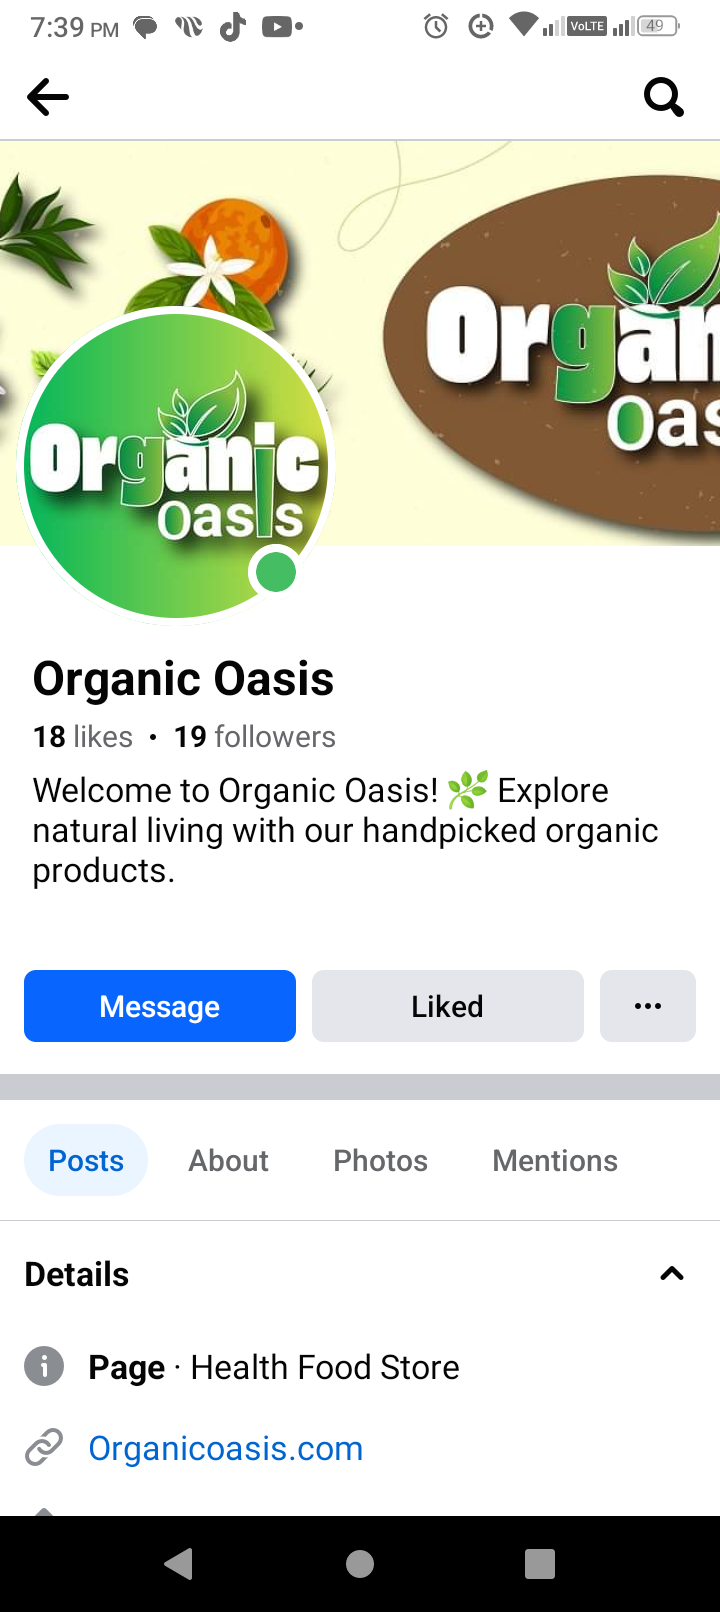 7:39 PM
VoLTE
49
Organ
oas
Organic
oasis
Organic Oasis
18 likes • 19 followers
Welcome to Organic Oasis! 🌿 Explore
natural living with our handpicked organic
products.
Message Liked ...
Posts About Photos Mentions
Details
Page · Health Food Store
Organicoasis.com